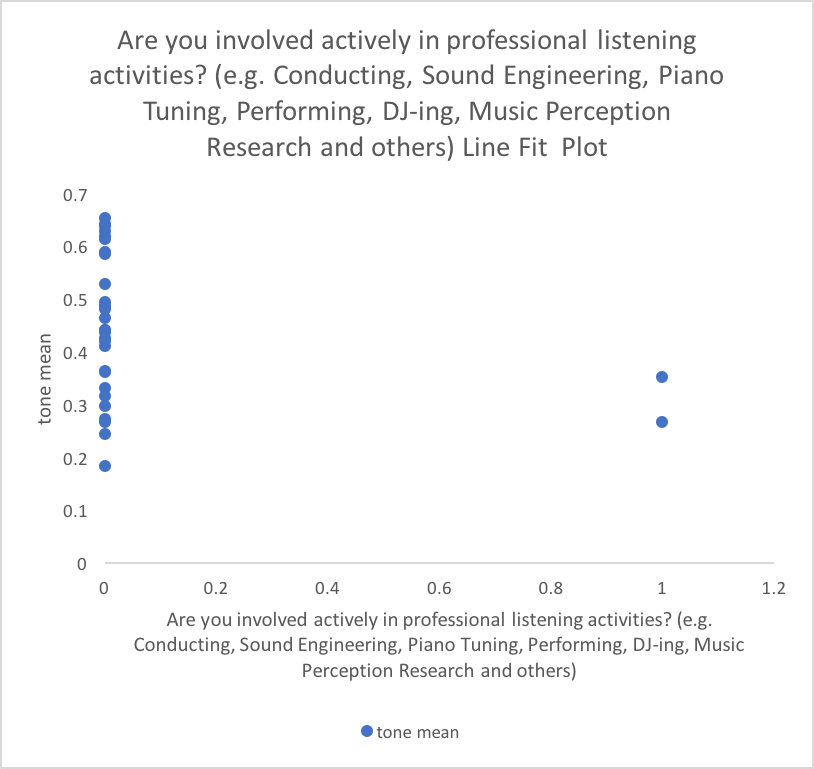 Are you involved actively in professional listening
activities? (e.g. Conducting, Sound Engineering, Piano
Tuning, Performing, DJ-ing, Music Perception
Research and others) Line Fit  Plot
0.7
0.6
0.5
0.4
0.3
0.2
0.1
0
tone mean
0 0.2 0.4 0.6 0.8 1 1.2
Are you involved actively in professional listening activities? (e.g.
Conducting, Sound Engineering, Piano Tuning, Performing, DJ-ing, Music
Perception Research and others)
tone mean